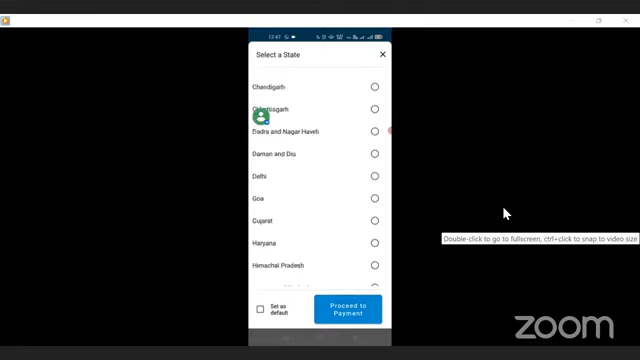 12:47
Select a State
Chandigarh
Chhattisgarh
Dadra and Nagar Haveli
Daman and Diu
Delhi
Goa
Gujarat
Haryana
Himachal Pradesh
Set as
default
Proceed to
Payment
Double-click to go to fullscreen, ctrl+click to snap to video size
zoom